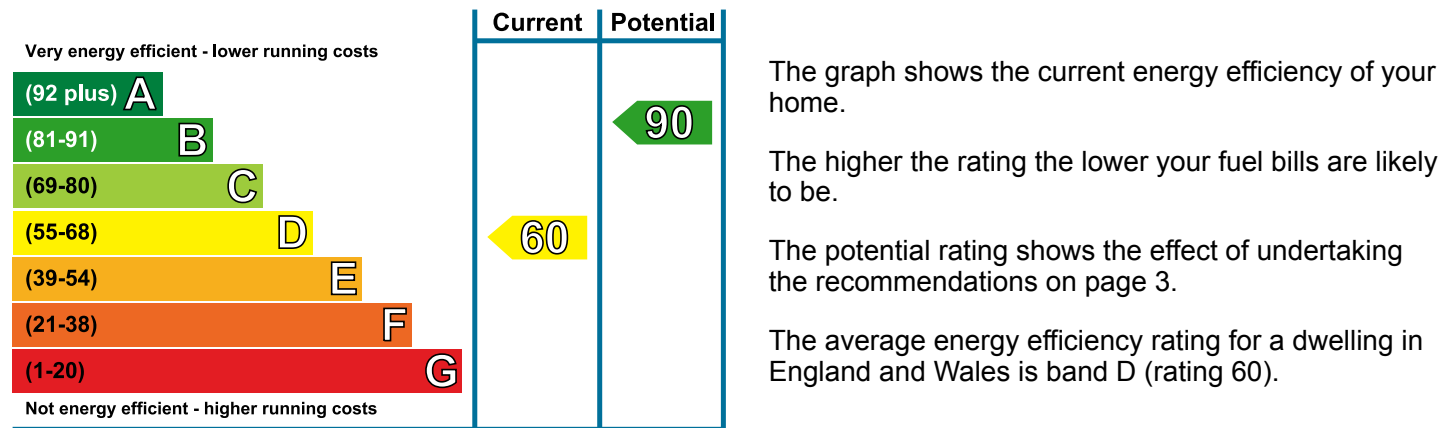 Current Potential
Very energy efficient - lower running costs
(92 plus) A
(81-91) B
(69-80) C
(55-68) D
(39-54) E
(21-38) F
(1-20) G
Not energy efficient - higher running costs
90
60
The graph shows the current energy efficiency of your
home.
The higher the rating the lower your fuel bills are likely
to be.
The potential rating shows the effect of undertaking
the recommendations on page 3.
The average energy efficiency rating for a dwelling in
England and Wales is band D (rating 60).